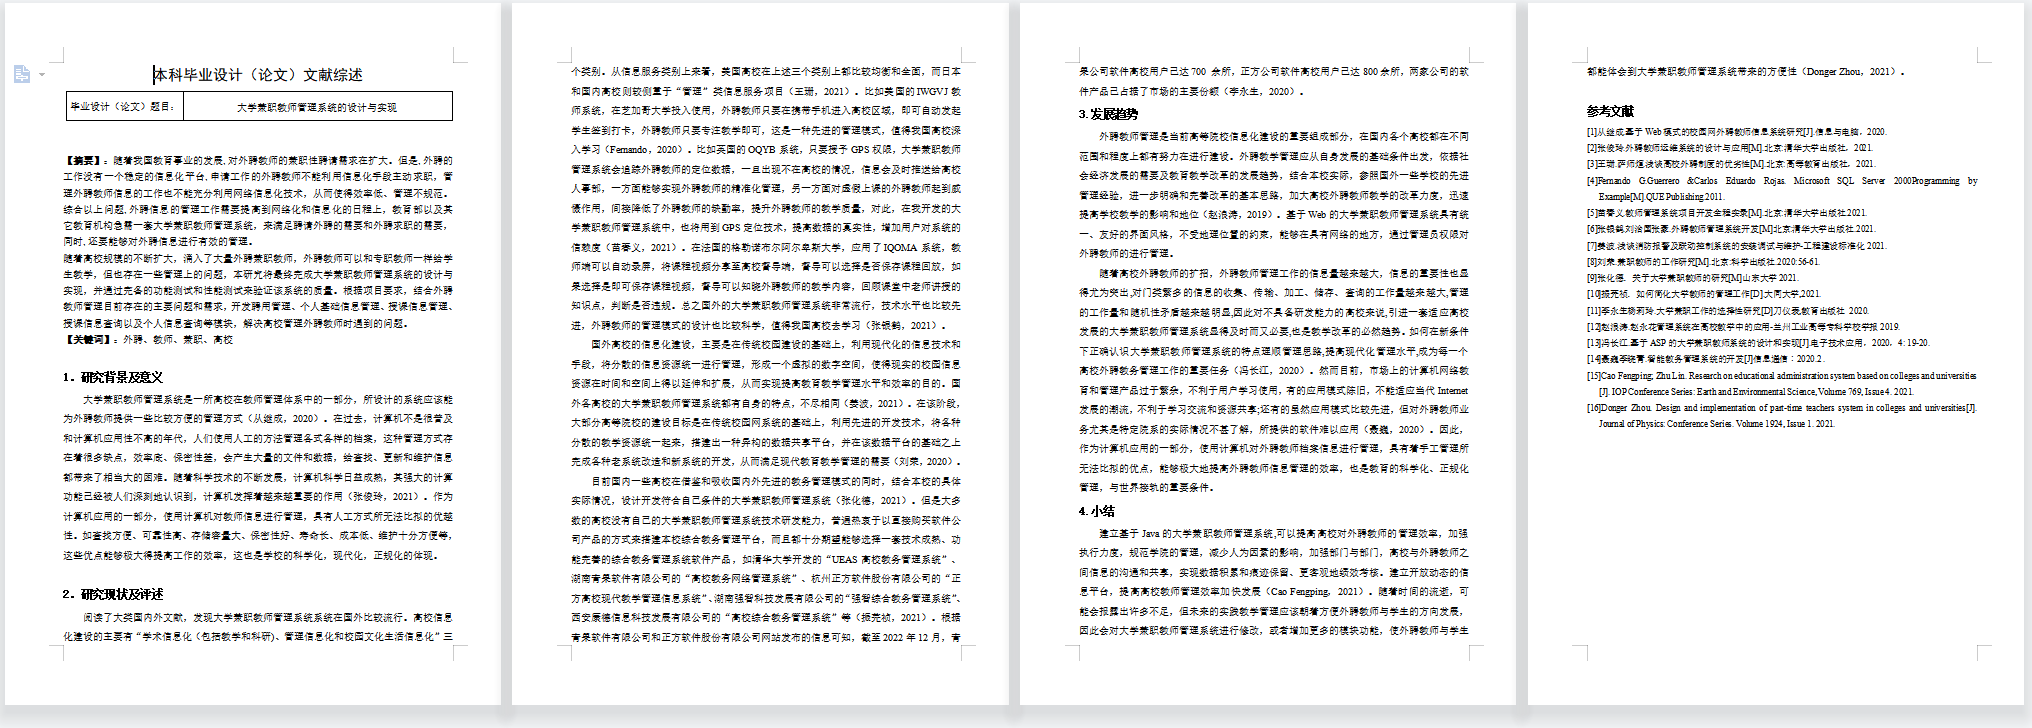 本科毕业设计（论文）文献综述
毕业设计（论文）题目： 大学兼职教师管理系统的设计与实现
【摘要】：随着我国教育事业的发展,对外聘教师的兼职性聘请需求在扩大。但是,外聘的
工作没有一个稳定的信息化平台,申请工作的外聘教师不能利用信息化手段主动求职，管
理外聘教师信息的工作也不能充分利用网络信息化技术，从而使得效率低、管理不规范。
综合以上问题,外聘信息的管理工作需要提高到网络化和信息化的日程上，教育部以及其
它教育机构急需一套大学兼职教师管理系统，来满足聘请外聘的需要和外聘求职的需要，
同时,还要能够对外聘信息进行有效的管理。
随着高校规模的不断扩大，涌入了大量外聘兼职教师，外聘教师可以和专职教师一样给学
生教学，但也存在一些管理上的问题，本研究将最终完成大学兼职教师管理系统的设计与
实现，并通过完备的功能测试和性能测试来验证该系统的质量。根据项目要求，结合外聘
教师管理目前存在的主要问题和需求，开发聘用管理、个人基础信息管理、授课信息管理、
授课信息查询以及个人信息查询等模块，解决高校管理外聘教师时遇到的问题。
【关键词】：外聘、教师、兼职、高校
1．研究背景及意义
大学兼职教师管理系统是一所高校在教师管理体系中的一部分，所设计的系统应该能
为外聘教师提供一些比较方便的管理方式（从继成，2020）。在过去，计算机不是很普及
和计算机应用性不高的年代，人们使用人工的方法管理各式各样的档案，这种管理方式存
在着很多缺点，效率底、保密性差，会产生大量的文件和数据，给查找、更新和维护信息
都带来了相当大的困难。随着科学技术的不断发展，计算机科学日益成熟，其强大的计算
功能已经被人们深刻地认识到，计算机发挥着越来越重要的作用（张俊玲，2021）。作为
计算机应用的一部分，使用计算机对教师信息进行管理，具有人工方式所无法比拟的优越
性。如查找方便、可靠性高、存储容量大、保密性好、寿命长、成本低、维护十分方便等，
这些优点能够极大得提高工作的效率，这也是学校的科学化，现代化，正规化的体现。
2．研究现状及评述
阅读了大类国内外文献，发现大学兼职教师管理系统系统在国外比较流行。高校信息
化建设的主要有“学术信息化（包括教学和科研）、管理信息化和校园文化生活信息化”三
个类别。从信息服务类别上来看，美国高校在上述三个类别上都比较均衡和全面，而日本
和国内高校则较侧重于“管理”类信息服务项目（王珊，2021）。比如美国的IWGVJ教
师系统，在芝加哥大学投入使用，外聘教师只要在携带手机进入高校区域，即可自动发起
学生签到打卡，外聘教师只要专注教学即可，这是一种先进的管理模式，值得我国高校深
入学习（Fernando，2020）。比如英国的OQYB系统，只要授予GPS权限，大学兼职教师
管理系统会追踪外聘教师的定位数据，一旦出现不在高校的情况，信息会及时推送给高校
人事部，一方面能够实现外聘教师的精准化管理，另一方面对虚假上课的外聘教师起到威
慑作用，间接降低了外聘教师的缺勤率，提升外聘教师的教学质量，对此，在我开发的大
学兼职教师管理系统中，也将用到GPS定位技术，提高数据的真实性，增加用户对系统的
信赖度（苗春义，2021）。在法国的格勒诺布尔阿尔卑斯大学，应用了IQOMA系统，教
师端可以自动录屏，将课程视频分享至高校督导端，督导可以选择是否保存课程回放，如
果选择是即可保存课程视频，督导可以知晓外聘教师的教学内容，回顾课堂中老师讲授的
知识点，判断是否违规。总之国外的大学兼职教师管理系统非常流行，技术水平也比较先
进，外聘教师的管理模式的设计也比较科学，值得我国高校去学习（张银鹤，2021）。
国外高校的信息化建设，主要是在传统校园建设的基础上，利用现代化的信息技术和
手段，将分散的信息资源统一进行管理，形成一个虚拟的数字空间，使得现实的校园信息
资源在时间和空间上得以延伸和扩展，从而实现提高教育教学管理水平和效率的目的。国
外各高校的大学兼职教师管理系统都有自身的特点，不尽相同（姜波，2021）。在该阶段，
大部分高等院校的建设目标是在传统校园网系统的基础上，利用先进的开发技术，将各种
分散的教学资源统一起来，搭建出一种异构的数据共享平台，并在该数据平台的基础之上
完成各种老系统改造和新系统的开发，从而满足现代教育教学管理的需要（刘荣，2020）。
目前国内一些高校在借鉴和吸收国内外先进的教务管理模式的同时，结合本校的具体
实际情况，设计开发符合自己条件的大学兼职教师管理系统（张化德，2021）。但是大多
数的高校没有自己的大学兼职教师管理系统技术研发能力，普遍热衷于以直接购买软件公
司产品的方式来搭建本校综合教务管理平台，而且都十分期望能够选择一套技术成熟、功
能完善的综合教务管理系统软件产品，如清华大学开发的“UEAS高校教务管理系统”、
湖南青果软件有限公司的“高校教务网络管理系统”、杭州正方软件股份有限公司的“正
方高校现代教学管理信息系统”、湖南强智科技发展有限公司的“强智综合教务管理系统”、
西安康德信息科技发展有限公司的“高校综合教务管理系统”等（振亮祯，2021）。根据
青果软件有限公司和正方软件股份有限公司网站发布的信息可知，截至2022年12月，青
果公司软件高校用户已达700 余所，正方公司软件高校用户已达800余所，两家公司的软
件产品已占据了市场的主要份额（李永生，2020）。
3. 发展趋势
外聘教师管理是当前高等院校信息化建设的重要组成部分，在国内各个高校都在不同
范围和程度上都有努力在进行建设。外聘教学管理应从自身发展的基础条件出发，依据社
会经济发展的需要及教育教学改革的发展趋势，结合本校实际，参照国外一些学校的先进
管理经验，进一步明确和完善改革的基本思路，加大高校外聘教师教学的改革力度，迅速
提高学校教学的影响和地位（赵浪涛，2019）。基于Web的大学兼职教师管理系统具有统
一、友好的界面风格，不受地理位置的约束，能够在具有网络的地方，通过管理员权限对
外聘教师的进行管理。
随着高校外聘教师的扩招，外聘教师管理工作的信息量越来越大，信息的重要性也显
得尤为突出,对门类繁多的信息的收集、传输、加工、储存、查询的工作量越来越大,管理
的工作量和随机性矛盾越来越明显,因此对不具备研发能力的高校来说,引进一套适应高校
发展的大学兼职教师管理系统显得及时而又必要,也是教学改革的必然趋势。如何在新条件
下正确认识大学兼职教师管理系统的特点理顺管理思路,提高现代化管理水平,成为每一个
高校外聘教务管理工作的重要任务（冯长江，2020）。然而目前，市场上的计算机网络教
育和管理产品过于繁杂，不利于用户学习使用，有的应用模式陈旧，不能适应当代Internet
发展的潮流，不利于学习交流和资源共享;还有的虽然应用模式比较先进，但对外聘教师业
务尤其是特定院系的实际情况不甚了解，所提供的软件难以应用（聂巍，2020）。因此，
作为计算机应用的一部分，使用计算机对外聘教师档案信息进行管理，具有着手工管理所
无法比拟的优点，能够极大地提高外聘教师信息管理的效率，也是教育的科学化、正规化
管理，与世界接轨的重要条件。
4. 小结
建立基于Java的大学兼职教师管理系统,可以提高高校对外聘教师的管理效率，加强
执行力度，规范学院的管理，减少人为因素的影响，加强部门与部门，高校与外聘教师之
间信息的沟通和共享，实现数据积累和痕迹保留、更客观地绩效考核。建立开放动态的信
息平台，提高高校教师管理效率加快发展（Cao Fengping，2021）。随着时间的流逝，可
能会报露出许多不足，但未来的实践教学管理应该朝着方便外聘教师与学生的方向发展，
因此会对大学兼职教师管理系统进行修改，或者增加更多的模块功能，使外聘教师与学生
都能体会到大学兼职教师管理系统带来的方便性（Donger Zhou，2021）。
参考文献
[1]从继成.基于Web模式的校园网外聘教师信息系统研究[J].信息与电脑，2020.
[2]张俊玲.外聘教师运维系统的设计与应用[M].北京:清华大学出版社，2021.
[3]王珊,萨师煊.浅谈高校外聘制度的优劣性[M].北京:高等教育出版社，2021.
[4]Fernando G.Guerrero &Carlos Eduardo Rojas. Microsoft SQL Server 2000Programming by
Example[M].QUE Publishing.2011.
[5]苗春义.教师管理系统项目开发全程实录[M].北京:清华大学出版社.2021.
[6]张银鹤,刘治国张豪.外聘教师管理系统开发[M]北京:清华大学出版社.2021.
[7]姜波.浅谈消防报警及联动控制系统的安装调试与维护-工程建设标准化2021.
[8]刘荣.兼职教师的工作研究[M].北京:科学出版社.2020:56-61.
[9]张化德. 关于大学兼职教师的研究[M]山东大学2021.
[10]振亮祯. 如何简化大学教师的管理工作[D],大同大学,2021.
[11]李永生杨莉玲.大学兼职工作的选择性研究[D]刀仪表,教育出版社 2020.
[12]赵浪涛.赵永花管理系统在高校教学中的应用-兰州工业高等专科学校学报2019.
[13]冯长江.基于ASP的大学兼职教师系统的设计和实现[J].电子技术应用，2020，4: 19-20.
[14]聂巍李晓青.智能教务管理系统的开发[J]信息通信：2020.2.
[15]Cao Fengping; Zhu Lin. Research on educational administration system based on colleges and universities
[J]. IOP Conference Series: Earth and Environmental Science, Volume 769, Issue 4. 2021.
[16]Donger Zhou. Design and implementation of part-time teachers system in colleges and universities[J].
Journal of Physics: Conference Series. Volume 1924, Issue 1. 2021.